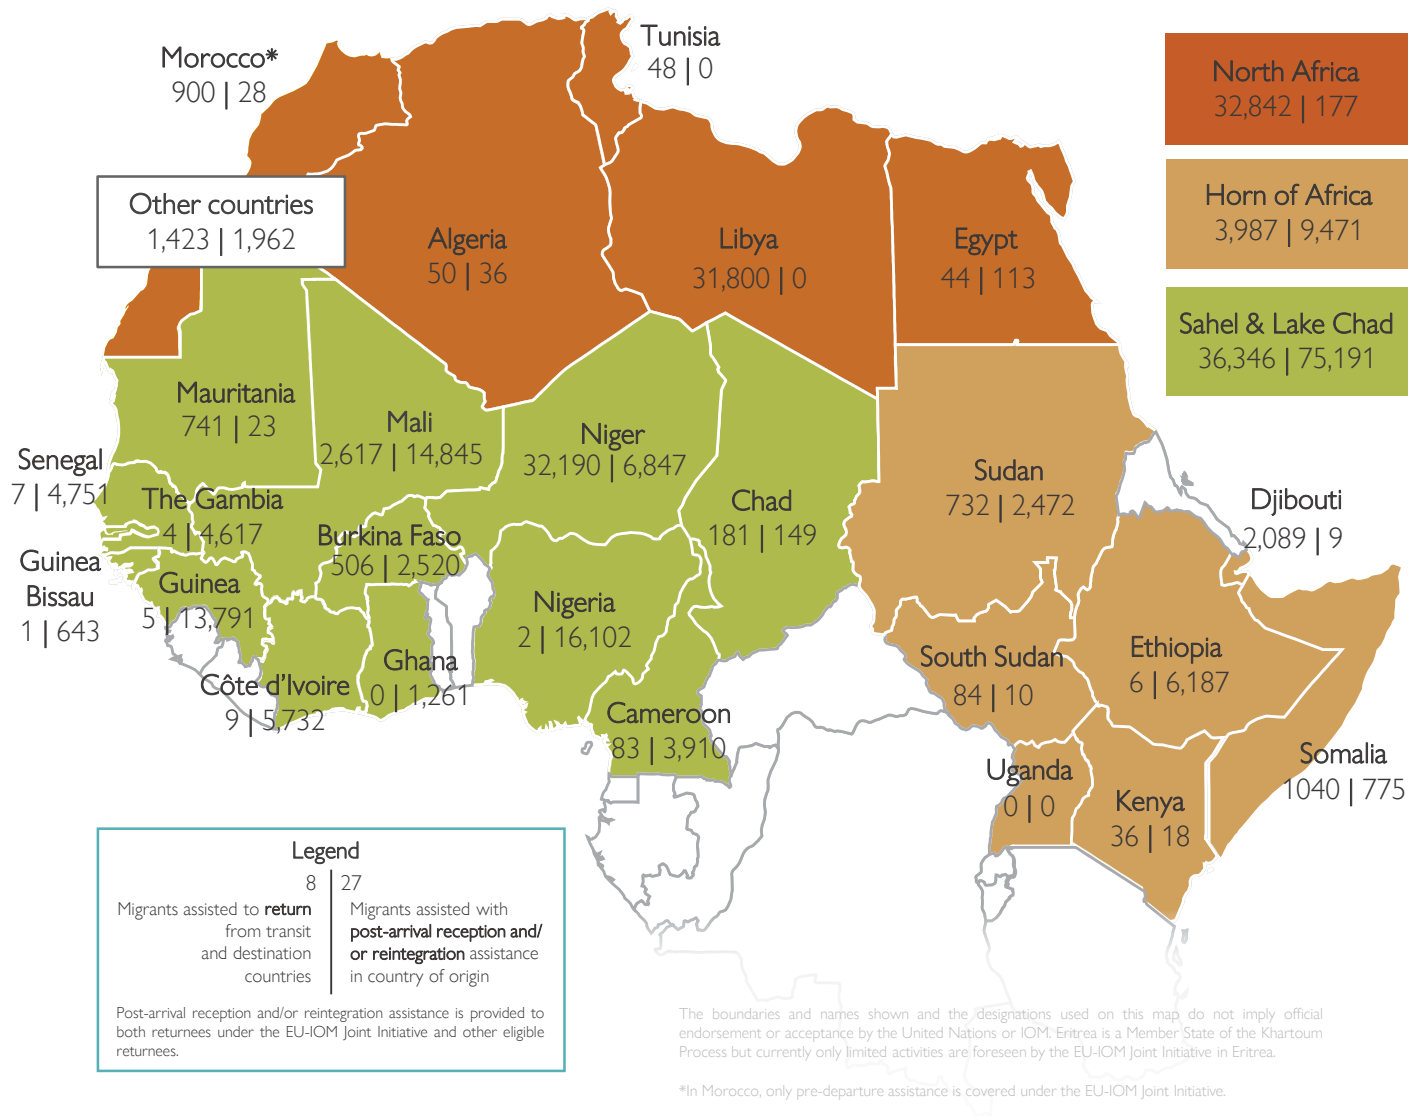 Morocco*
900 | 28
Tunisia
48 | 0
North Africa
32,842 | 177
Horn of Africa
3,987 | 9,471
Sahel & Lake Chad
36,346 | 75,191
Other countries
1,423 | 1,962
Algeria
50 | 36
Libya
31,800 | 0
Egypt
44 | 113
Mauritania
741 | 23
Mali
2,617 | 14,845
Niger
32,190 | 6,847
Chad
181 | 149
Sudan
732 | 2,472
Djibouti
2,089 | 9
Senegal
7 | 4,751
The Gambia
4 | 4,617
Burkina Faso
506 | 2,520
Guinea
Bissau
1 | 643
Guinea
5 | 13,791
Nigeria
2 | 16,102
Ghana
0 | 1,261
Côte d'Ivoire
9 | 5,732
Cameroon
83 | 3,910
South Sudan
84 | 10
Ethiopia
6 | 6,187
Uganda
0 | 0
Kenya
36 | 18
Somalia
1040 | 775
Legend
8 | 27
Migrants assisted to return
from transit
and destination
countries
Migrants assisted with
post-arrival reception and/
or reintegration assistance
in country of origin
Post-arrival reception and/or reintegration assistance is provided to
both returnees under the EU-IOM Joint Initiative and other eligible
returnees.
The boundaries and names shown and the designations used on this map do not imply official
endorsement or acceptance by the United Nations or IOM. Eritrea is a Member State of the Khartoum
Process but currently only limited activities are foreseen by the EU-IOM Joint Initiative in Eritrea.
*In Morocco, only pre-departure assistance is covered under the EU-IOM Joint Initiative.